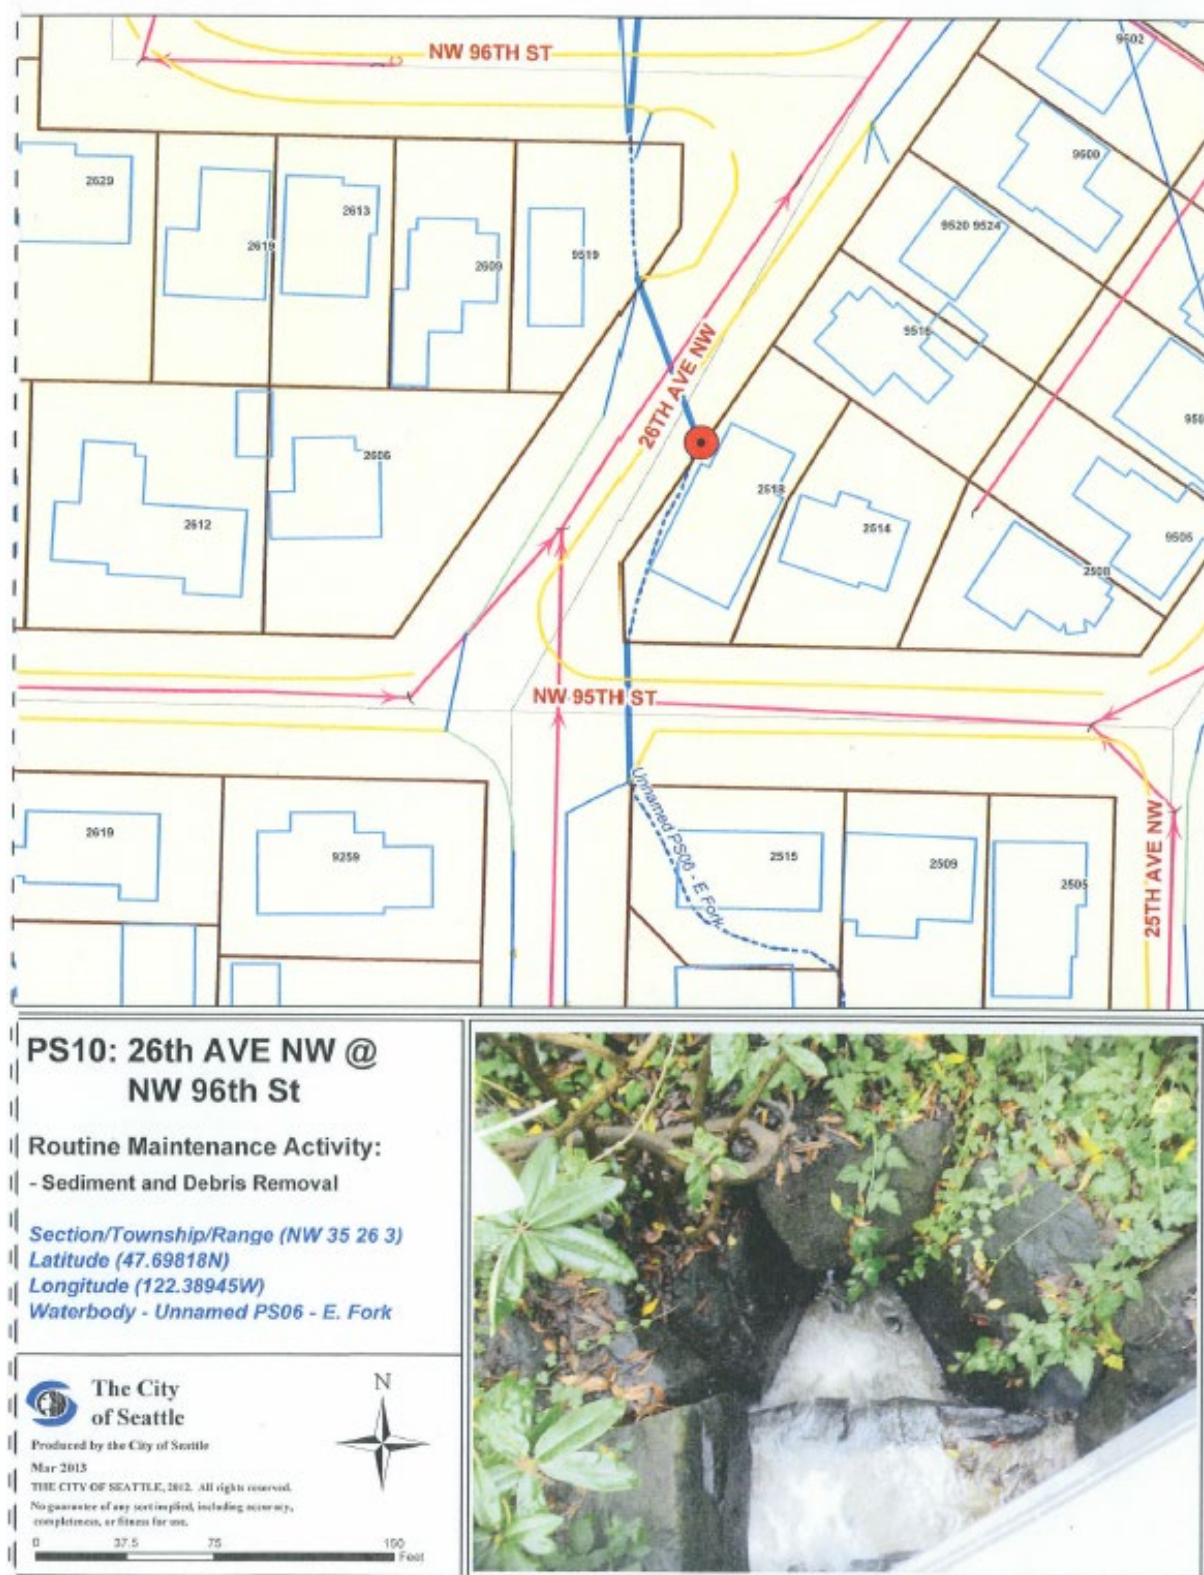 NW 96TH ST
9602
2629
2619
2613
2609
9519
9600
9520 9524
9516
26TH AVE NW
2606
2612
2518
2514
9505
2508
NW 95TH ST
Unnamed PS06 - E Fork
2619
9259
2515
2509
2505
25TH AVE NW
PS10: 26th AVE NW @
NW 96th St
Routine Maintenance Activity:
- Sediment and Debris Removal
Section/Township/Range (NW 35 26 3)
Latitude (47.69818N)
Longitude (122.38945W)
Waterbody - Unnamed PS06 - E. Fork
The City
of Seattle
N
Produced by the City of Seattle
Mar 2013
THE CITY OF SEATTLE, 2012. All rights reserved.
No guarantee of any sort implied, including accuracy,
completeness, or fitness for use.
0 37.5 75 150
Feet